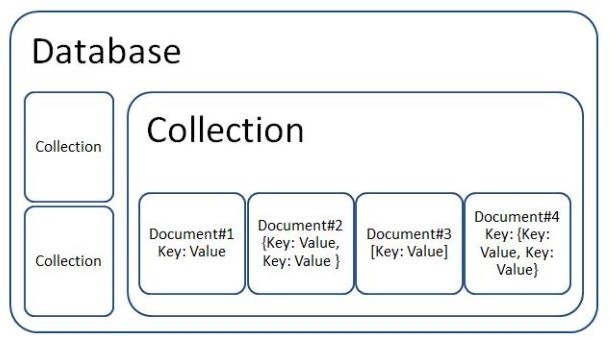 Database
Collection
Collection
Collection
Document#1
Key: Value
Document#2
{Key: Value,
Key: Value }
Document#3
[Key: Value]
Document#4
Key: {Key:
Value, Key:
Value}